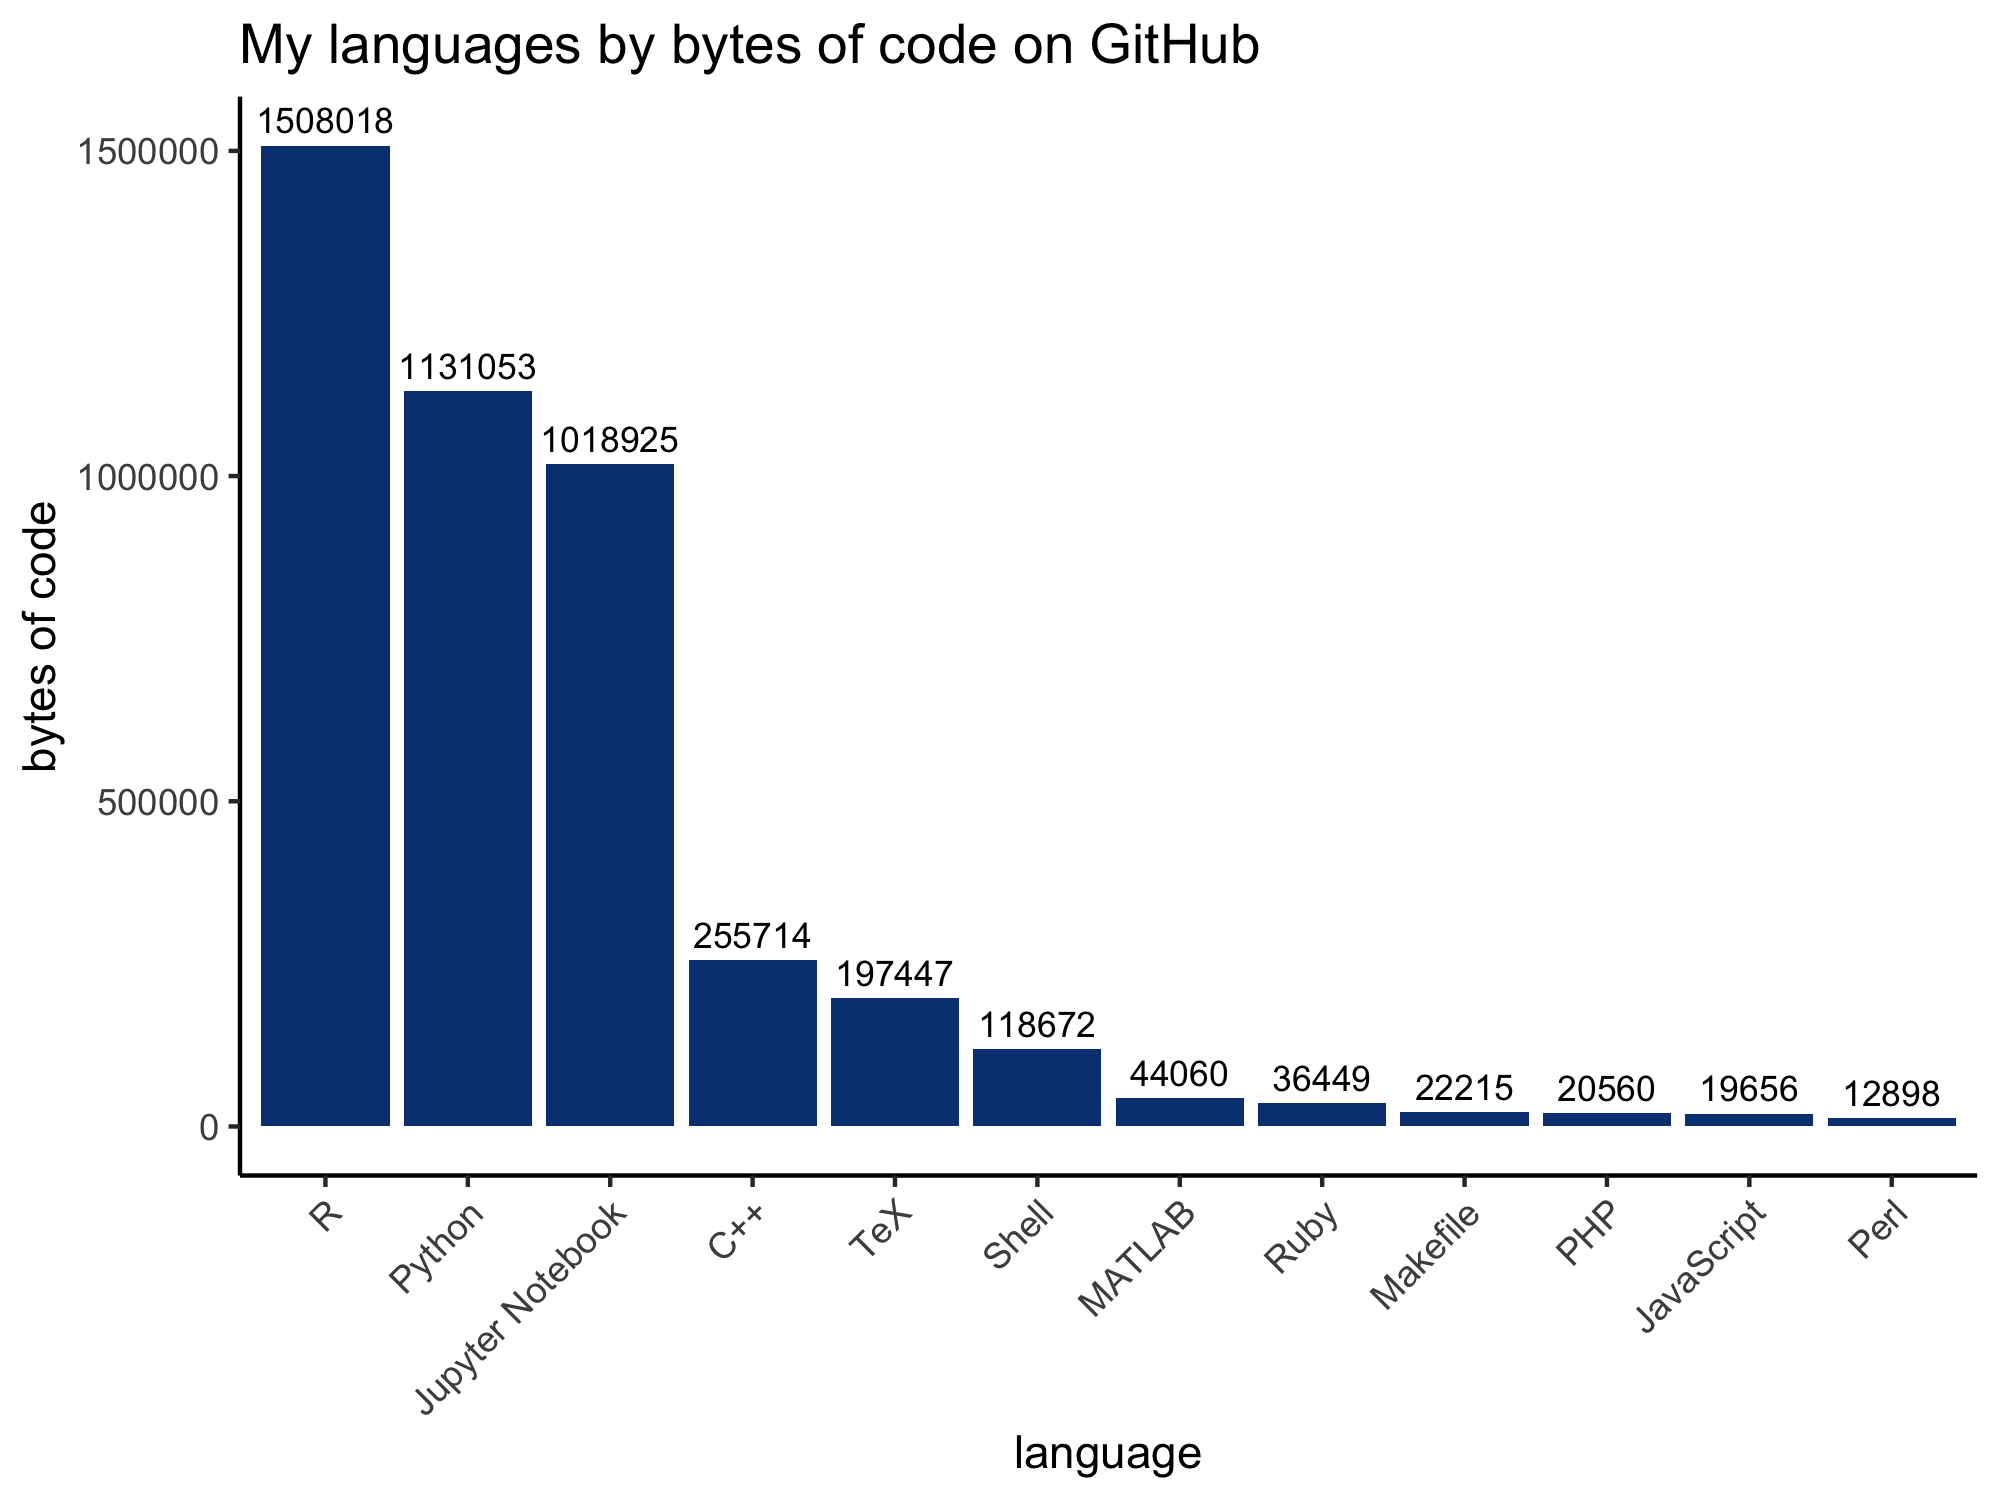 My languages by bytes of code on GitHub
bytes of code
1500000
1000000
500000
0
1508018
1131053
1018925
255714
197447
118672
44060
36449
22215
20560
19656
12898
R
Python
Jupyter Notebook
C++
TeX
Shell
MATLAB
Ruby
Makefile
PHP
JavaScript
Perl
language